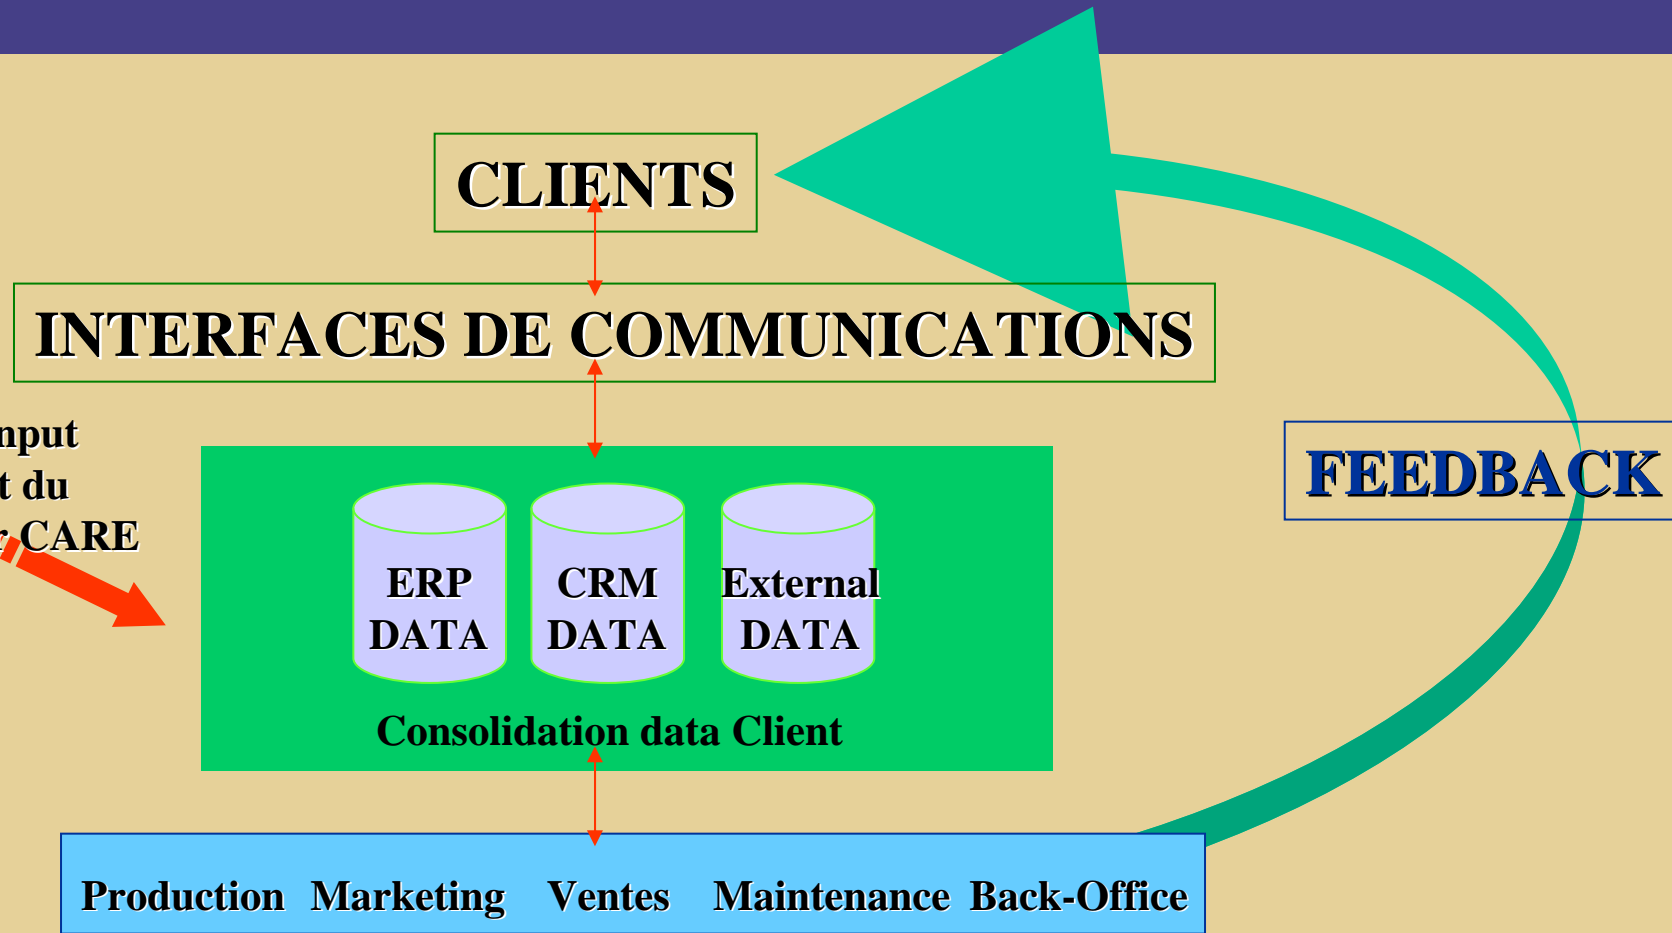 CLIENTS
INTERFACES DE COMMUNICATIONS
du
CARE
FEEDBACK
ERP
DATA
CRM
DATA
External
DATA
Consolidation data Client
Production Marketing Ventes Maintenance Back-Office